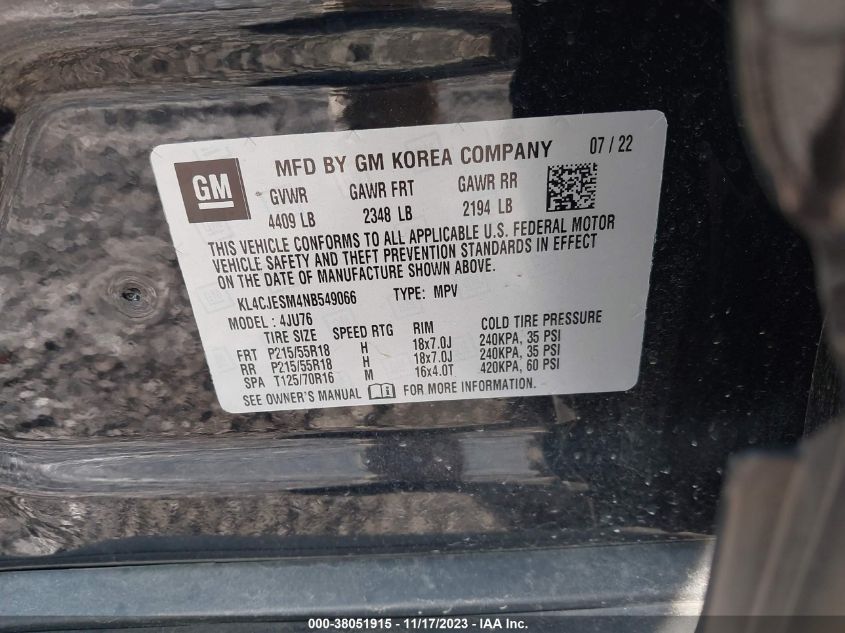 GM
MFD BY GM KOREA COMPANY 07 / 22
GVWR GAWR FRT GAWR RR
4409 LB 2348 LB 2194 LB
THIS VEHICLE CONFORMS TO ALL APPLICABLE U.S. FEDERAL MOTOR
VEHICLE SAFETY AND THEFT PREVENTION STANDARDS IN EFFECT
ON THE DATE OF MANUFACTURE SHOWN ABOVE.
KL4CJESM4NB549066 TYPE: MPV
MODEL : 4JU76
TIRE SIZE SPEED RTG RIM COLD TIRE PRESSURE
FRT P215/55R18 H 18x7.0J 240KPA, 35 PSI
RR P215/55R18 H 18x7.0J 240KPA, 35 PSI
SPA T125/70R16 M 16x4.0T 420KPA, 60 PSI
SEE OWNER'S MANUAL FOR MORE INFORMATION.
000-38051915 - 11/17/2023 - IAA, Inc.